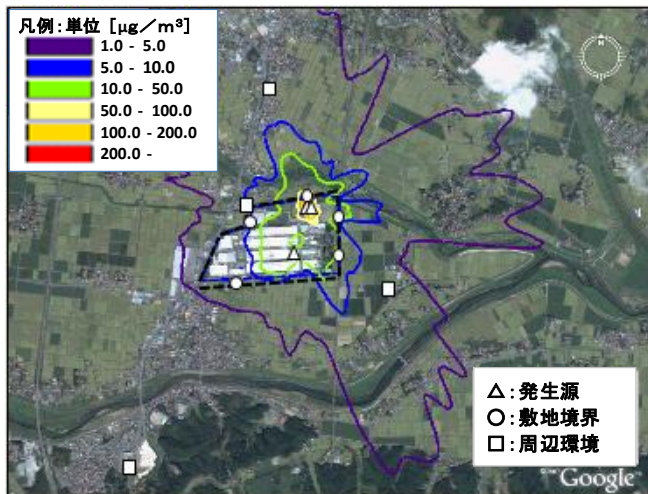 凡例:単位 [μg/m³]
1.0 - 5.0
5.0 - 10.0
10.0 - 50.0
50.0 - 100.0
100.0 - 200.0
200.0 -
N
△:発生源
○:敷地境界
□:周辺環境
Google